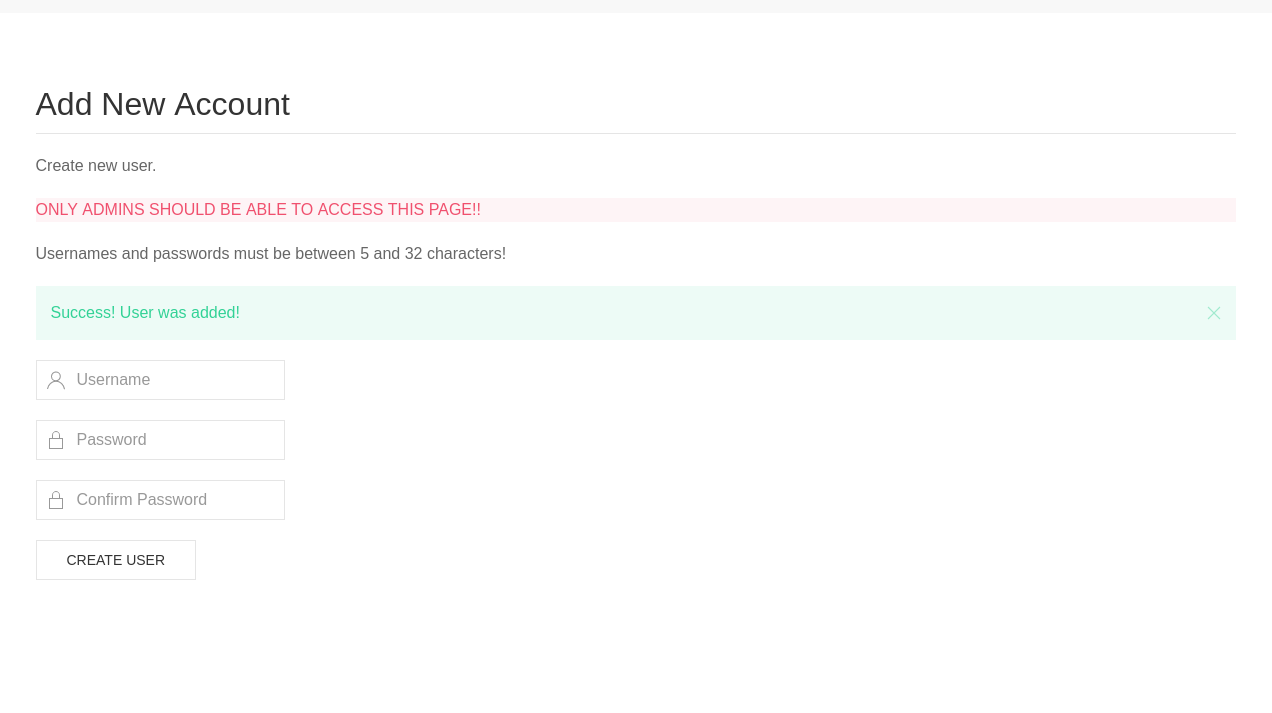 Add New Account
Create new user.
ONLY ADMINS SHOULD BE ABLE TO ACCESS THIS PAGE!!
Usernames and passwords must be between 5 and 32 characters!
Success! User was added!
Username
Password
Confirm Password
CREATE USER